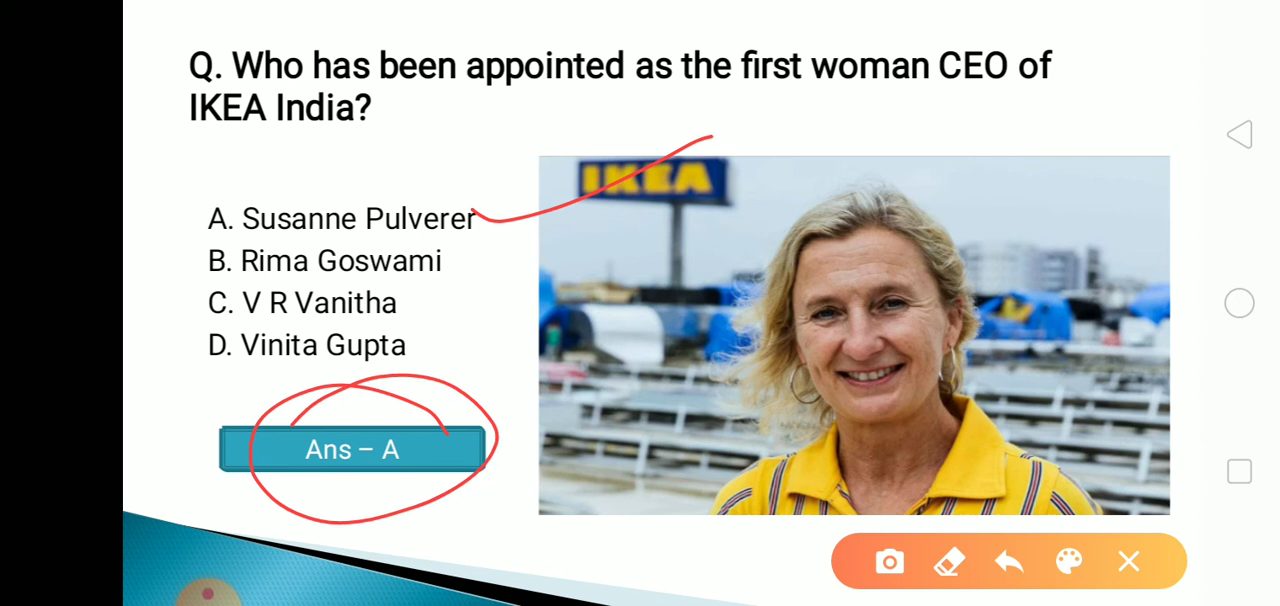 Q. Who has been appointed as the first woman CEO of
IKEA India?
IKEA
A. Susanne Pulverer
B. Rima Goswami
C. V R Vanitha
D. Vinita Gupta
Ans – A